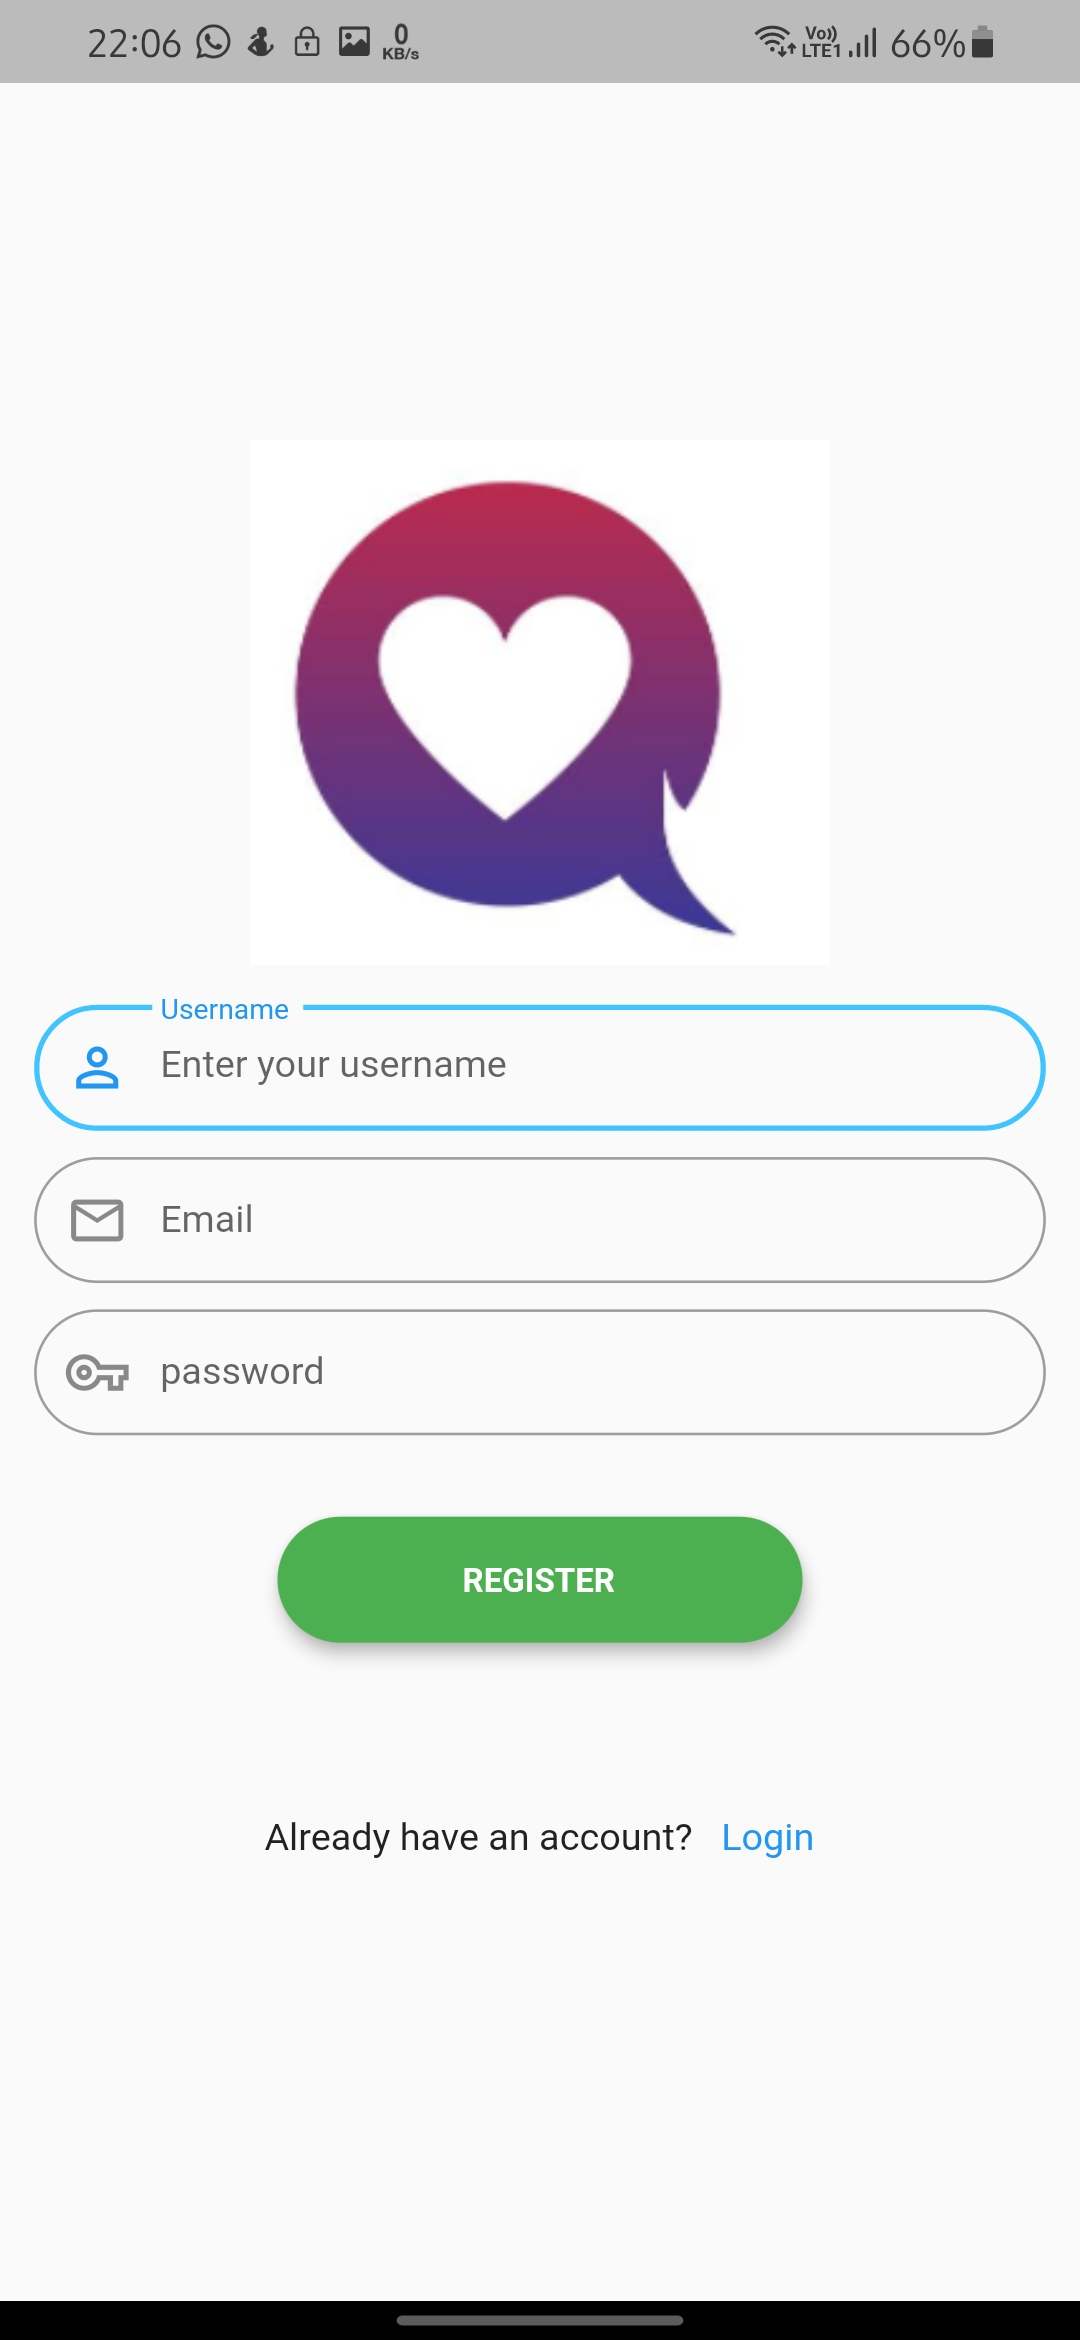 22:06 0 KB/s Vo)) LTE1 66%
Username
Enter your username
Email
password
REGISTER
Already have an account? Login